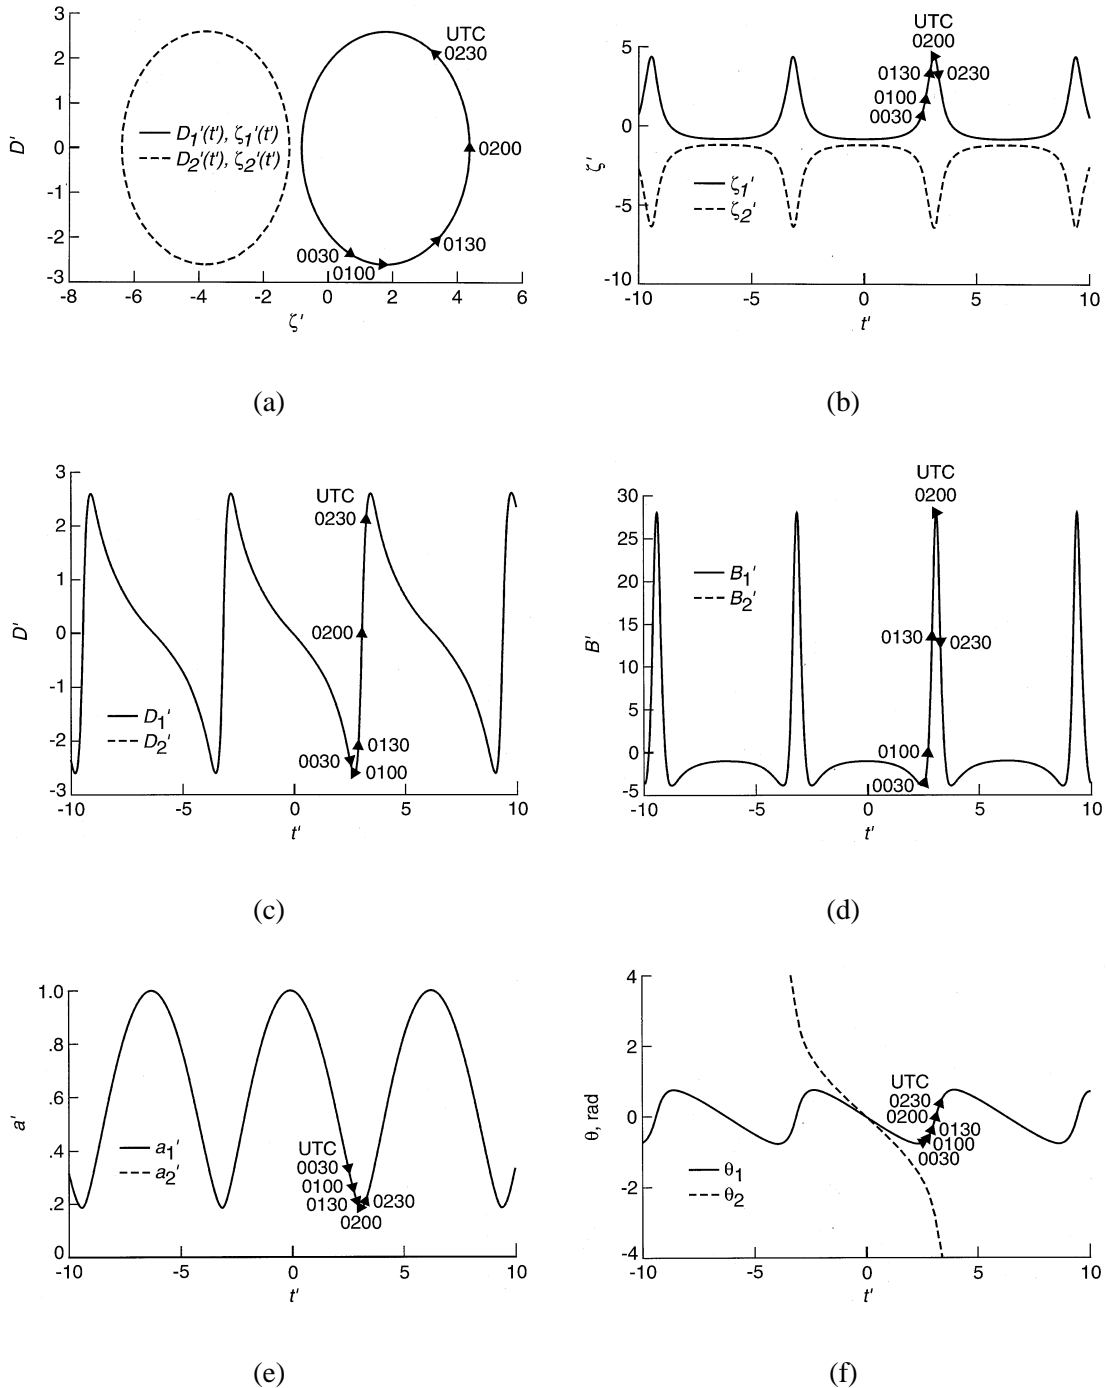 3
2
1
0
-1
-2
-3
D'
-8 -6 -4 -2 0 2 4 6
ζ'
D1'(t'), ζ1'(t')
D2'(t'), ζ2'(t')
UTC
0230
0200
0130
0030
0100
(a)
5
0
-5
-10
ζ'
-10 -5 0 5 10
t'
UTC
0200
0130
0230
0100
0030
ζ1'
ζ2'
(b)
3
2
1
0
-1
-2
-3
D'
-10 -5 0 5 10
t'
UTC
0230
0200
0130
0030
0100
D1'
D2'
(c)
30
25
20
15
10
5
0
-5
B'
-10 -5 0 5 10
t'
UTC
0200
B1'
B2'
0130
0230
0100
0030
(d)
1.0
.8
.6
.4
.2
0
a'
-10 -5 0 5 10
t'
a1'
a2'
UTC
0030
0100
0130
0230
0200
(e)
4
2
0
-2
-4
θ, rad
-10 -5 0 5 10
t'
UTC
0230
0200
0130
0100
0030
θ1
θ2
(f)